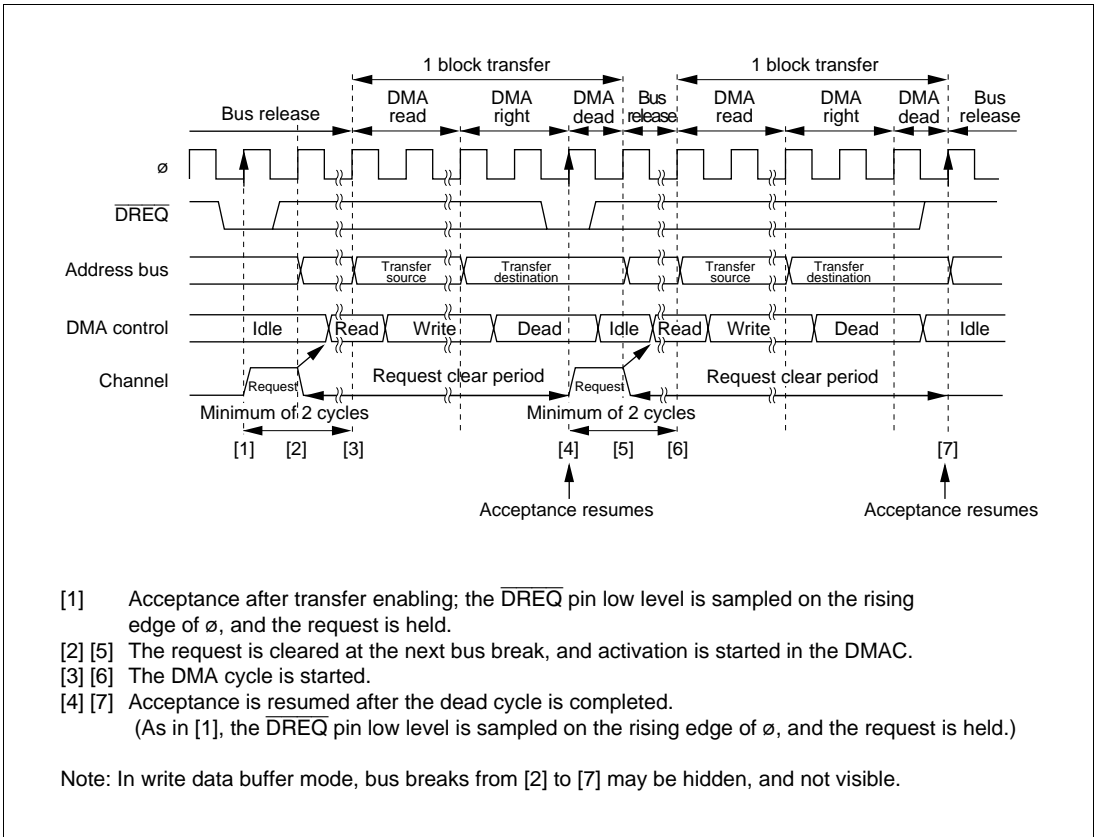 1 block transfer 1 block transfer
Bus release DMA read DMA right DMA dead Bus release DMA read DMA right DMA dead Bus release
ø
DREQ
Address bus Transfer source Transfer destination Transfer source Transfer destination
DMA control Idle Read Write Dead Idle Read Write Dead Idle
Channel Request Request clear period Request Request clear period
Minimum of 2 cycles Minimum of 2 cycles
[1] [2] [3] [4] [5] [6] [7]
Acceptance resumes Acceptance resumes
[1] Acceptance after transfer enabling; the DREQ pin low level is sampled on the rising
edge of ø, and the request is held.
[2] [5] The request is cleared at the next bus break, and activation is started in the DMAC.
[3] [6] The DMA cycle is started.
[4] [7] Acceptance is resumed after the dead cycle is completed.
(As in [1], the DREQ pin low level is sampled on the rising edge of ø, and the request is held.)
Note: In write data buffer mode, bus breaks from [2] to [7] may be hidden, and not visible.